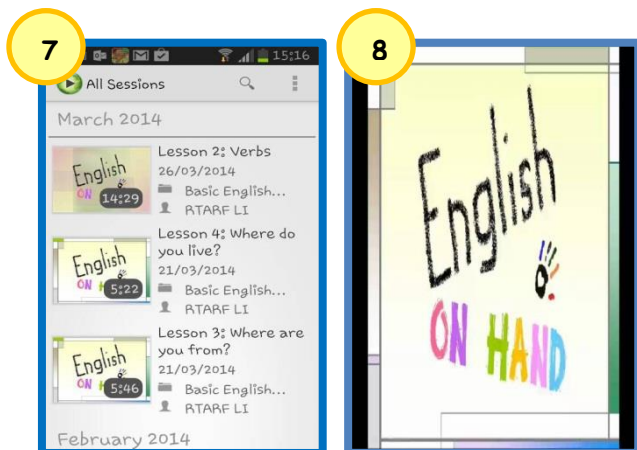 7
15:16
All Sessions
March 2014
English
ON
14:29
Lesson 2: Verbs
26/03/2014
Basic English...
RTARF LI
English
ON H
5:22
Lesson 4: Where do
you live?
21/03/2014
Basic English...
RTARF LI
English
ON H
5:46
Lesson 3: Where are
you from?
21/03/2014
Basic English...
RTARF LI
February 2014
8
English
ON HAND